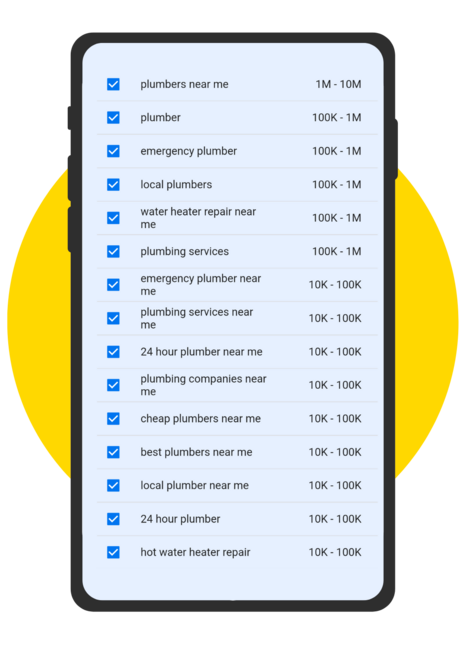 plumbers near me 1M - 10M
plumber 100K - 1M
emergency plumber 100K - 1M
local plumbers 100K - 1M
water heater repair near
me 100K - 1M
plumbing services 100K - 1M
emergency plumber near
me 10K - 100K
plumbing services near
me 10K - 100K
24 hour plumber near me 10K - 100K
plumbing companies near
me 10K - 100K
cheap plumbers near me 10K - 100K
best plumbers near me 10K - 100K
local plumber near me 10K - 100K
24 hour plumber 10K - 100K
hot water heater repair 10K - 100K